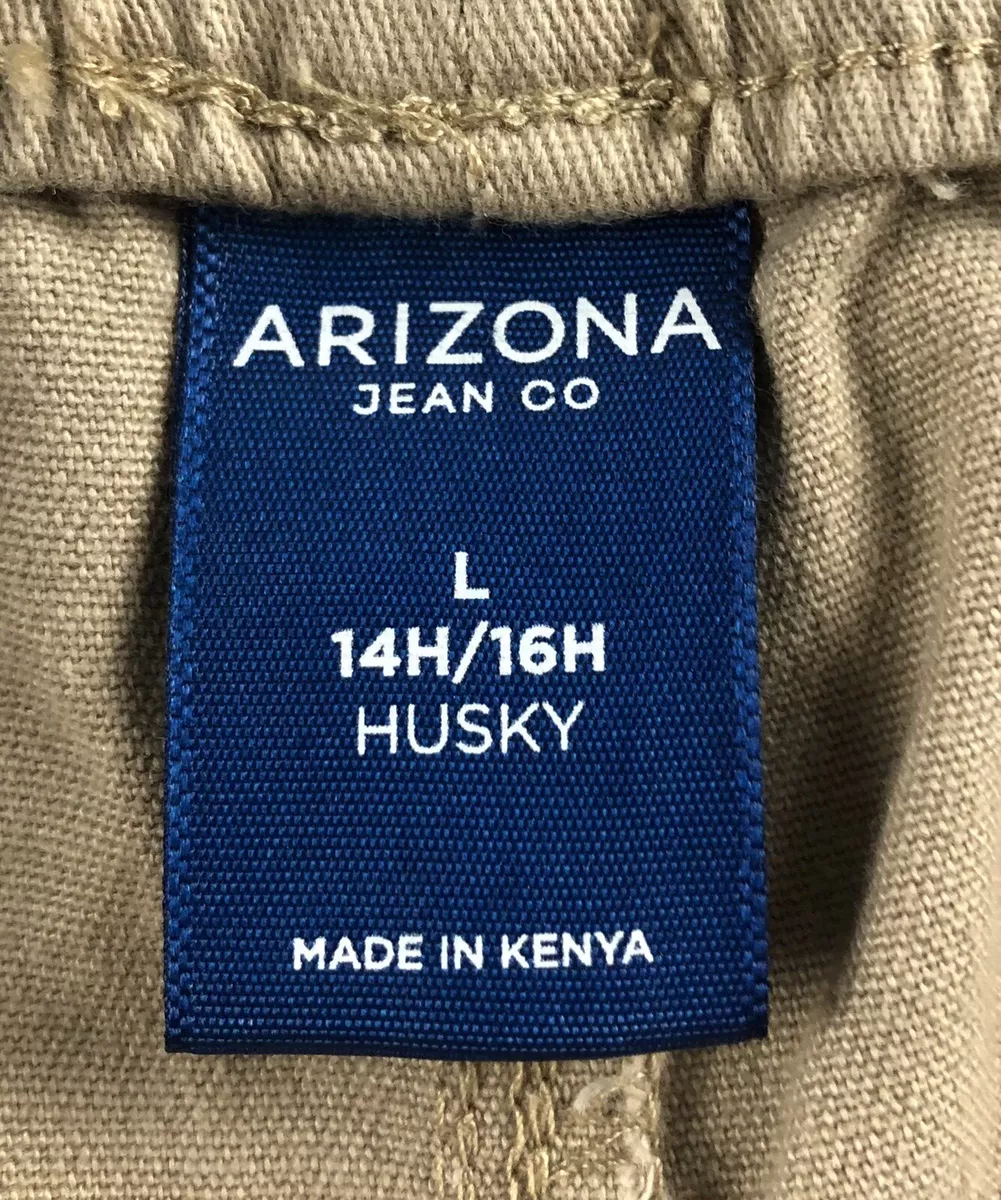 ARIZONA
JEAN CO
L
14H/16H
HUSKY
MADE IN KENYA